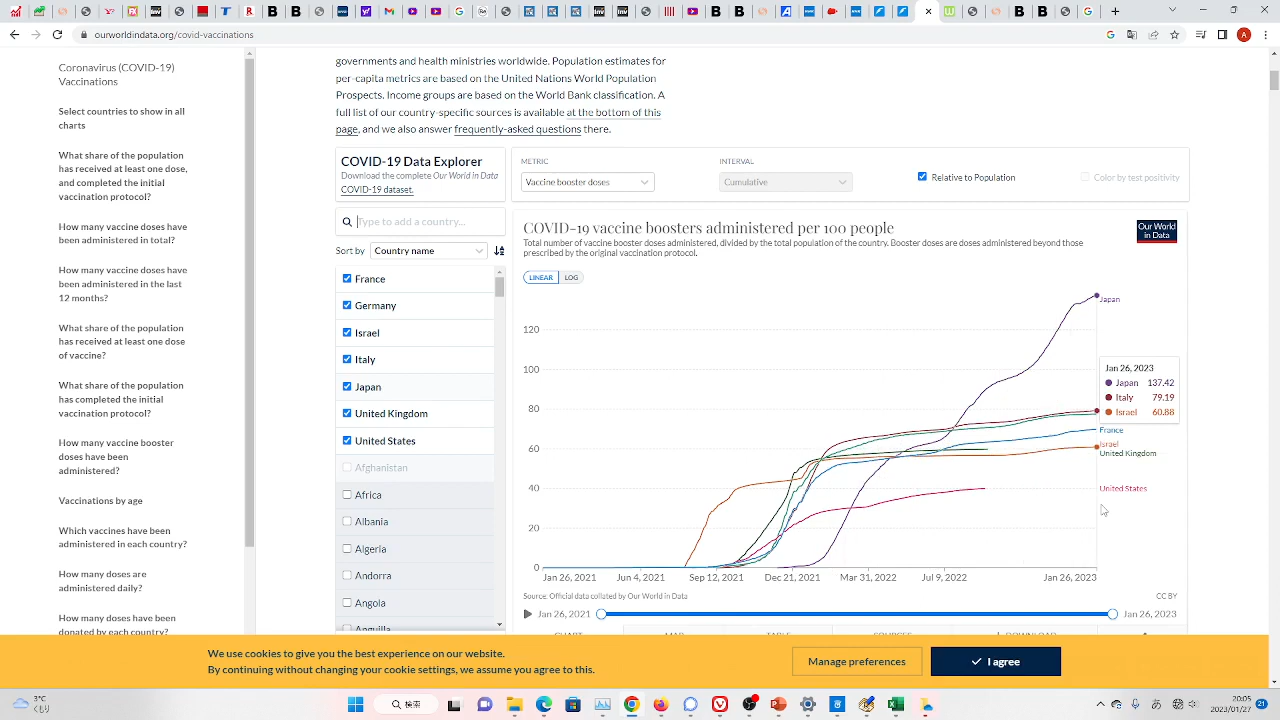 ourworldindata.org/covid-vaccinations
Coronavirus (COVID-19)
Vaccinations
Select countries to show in all
charts
What share of the population
has received at least one dose,
and completed the initial
vaccination protocol?
How many vaccine doses have
been administered in total?
How many vaccine doses have
been administered in the last
12 months?
What share of the population
has received at least one dose
of vaccine?
What share of the population
has completed the initial
vaccination protocol?
How many vaccine booster
doses have been
administered?
Vaccinations by age
Which vaccines have been
administered in each country?
How many doses are
administered daily?
How many doses have been
donated by each country?
governments and health ministries worldwide. Population estimates for
per-capita metrics are based on the United Nations World Population
Prospects. Income groups are based on the World Bank classification. A
full list of our country-specific sources is available at the bottom of this
page, and we also answer frequently-asked questions there.
COVID-19 Data Explorer
Download the complete Our World in Data
COVID-19 dataset.
METRIC
Vaccine booster doses
INTERVAL
Cumulative
Relative to Population
Color by test positivity
Type to add a country...
Sort by Country name
France
Germany
Israel
Italy
Japan
United Kingdom
United States
Afghanistan
Africa
Albania
Algeria
Andorra
Angola
Anguilla
COVID-19 vaccine boosters administered per 100 people
Total number of vaccine booster doses administered, divided by the total population of the country. Booster doses are doses administered beyond those
prescribed by the original vaccination protocol.
Our World
in Data
LINEAR LOG
120
100
80
60
40
20
0
Japan
Jan 26, 2023
Japan 137.42
Italy 79.19
Israel 60.88
France
Israel
United Kingdom
United States
Jan 26, 2021
Jun 4, 2021
Sep 12, 2021
Dec 21, 2021
Mar 31, 2022
Jul 9, 2022
Jan 26, 2023
Source: Official data collated by Our World in Data
CC BY
Jan 26, 2021
Jan 26, 2023
CHART MAP TABLE SOURCES DOWNLOAD
We use cookies to give you the best experience on our website.
By continuing without changing your cookie settings, we assume you agree to this.
Manage preferences
I agree
3°C
くもり
検索
20:05
2023/01/27
21